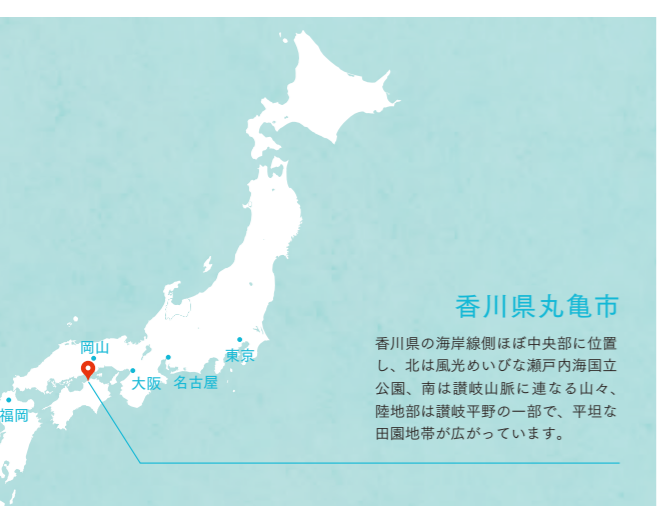 香川県丸亀市
香川県の海岸線側ほぼ中央部に位置
し、北は風光めいびな瀬戸内海国立
公園、南は讃岐山脈に連なる山々、
陸地部は讃岐平野の一部で、平坦な
田園地帯が広がっています。
岡山
東京
大阪
名古屋
福岡